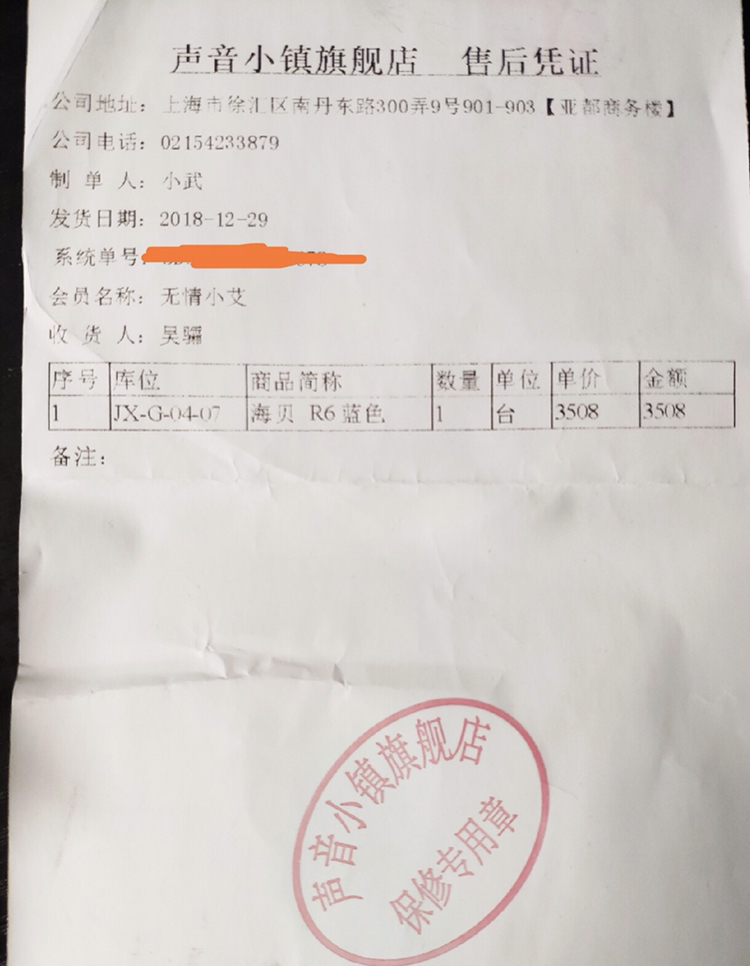 声音小镇旗舰店 售后凭证
公司地址：上海市徐汇区南丹东路300弄9号901-903【亚都商务楼】
公司电话：02154233879
制 单 人：小武
发货日期：2018-12-29
系统单号：
会员名称：无情小艾
收 货 人：吴骊
序号 库位 商品简称 数量 单位 单价 金额
1 JX-G-04-07 海贝 R6 蓝色 1 台 3508 3508
备注：
声音小镇旗舰店
保修专用章